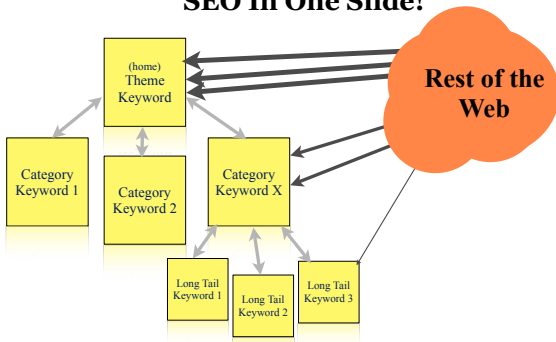 SEO In One Slide!
(home)
Theme
Keyword
Rest of the
Web
Category
Keyword 1
Category
Keyword 2
Category
Keyword X
Long Tail
Keyword 1
Long Tail
Keyword 2
Long Tail
Keyword 3